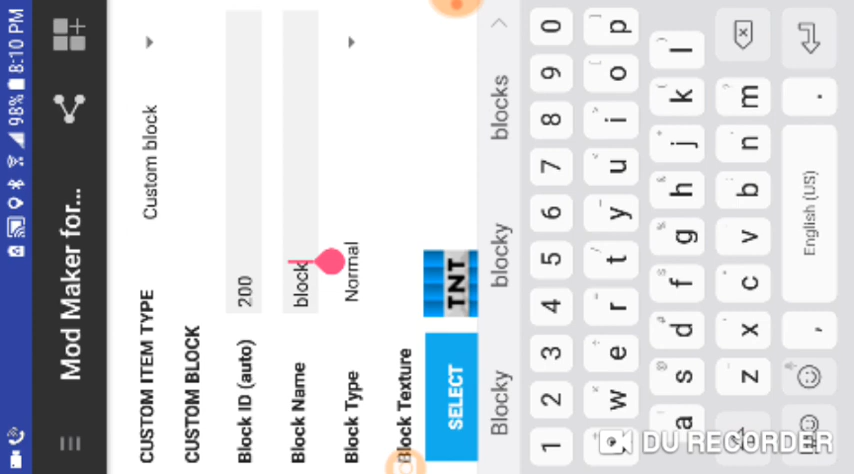 98% 8:10 PM
Mod Maker for...
CUSTOM ITEM TYPE Custom block
CUSTOM BLOCK
Block ID (auto) 200
Block Name block
Block Type Normal
Block Texture
SELECT TNT
Blocky blocky blocks
1 2 3 4 5 6 7 8 9 0
w e r t y u i o p
a s d f g h j k l
z x c v b n m
, English (US) .
DU RECORDER